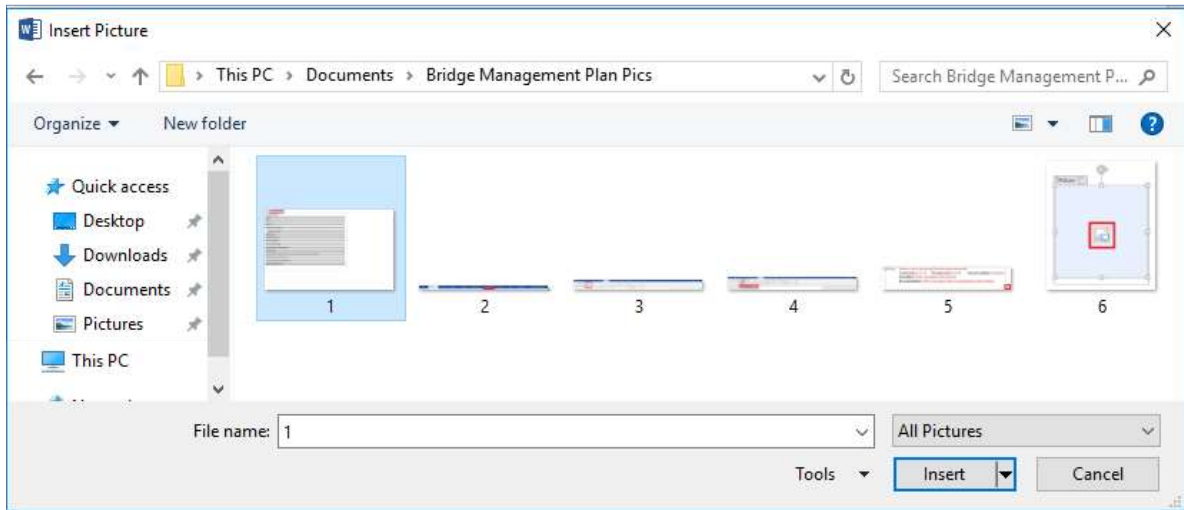 Insert Picture
This PC > Documents > Bridge Management Plan Pics
Search Bridge Management P...
Organize
New folder
Quick access
Desktop
Downloads
Documents
Pictures
This PC
1
2
3
4
5
6
File name: 1
All Pictures
Tools
Insert
Cancel